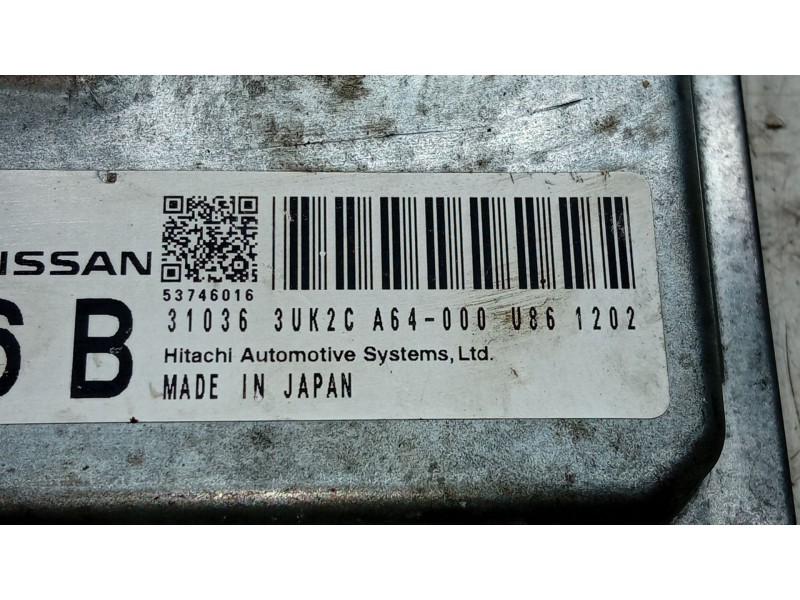 NISSAN
53746016
6 B
31036 3UK2C A64-000 U86 1202
Hitachi Automotive Systems, Ltd.
MADE IN JAPAN